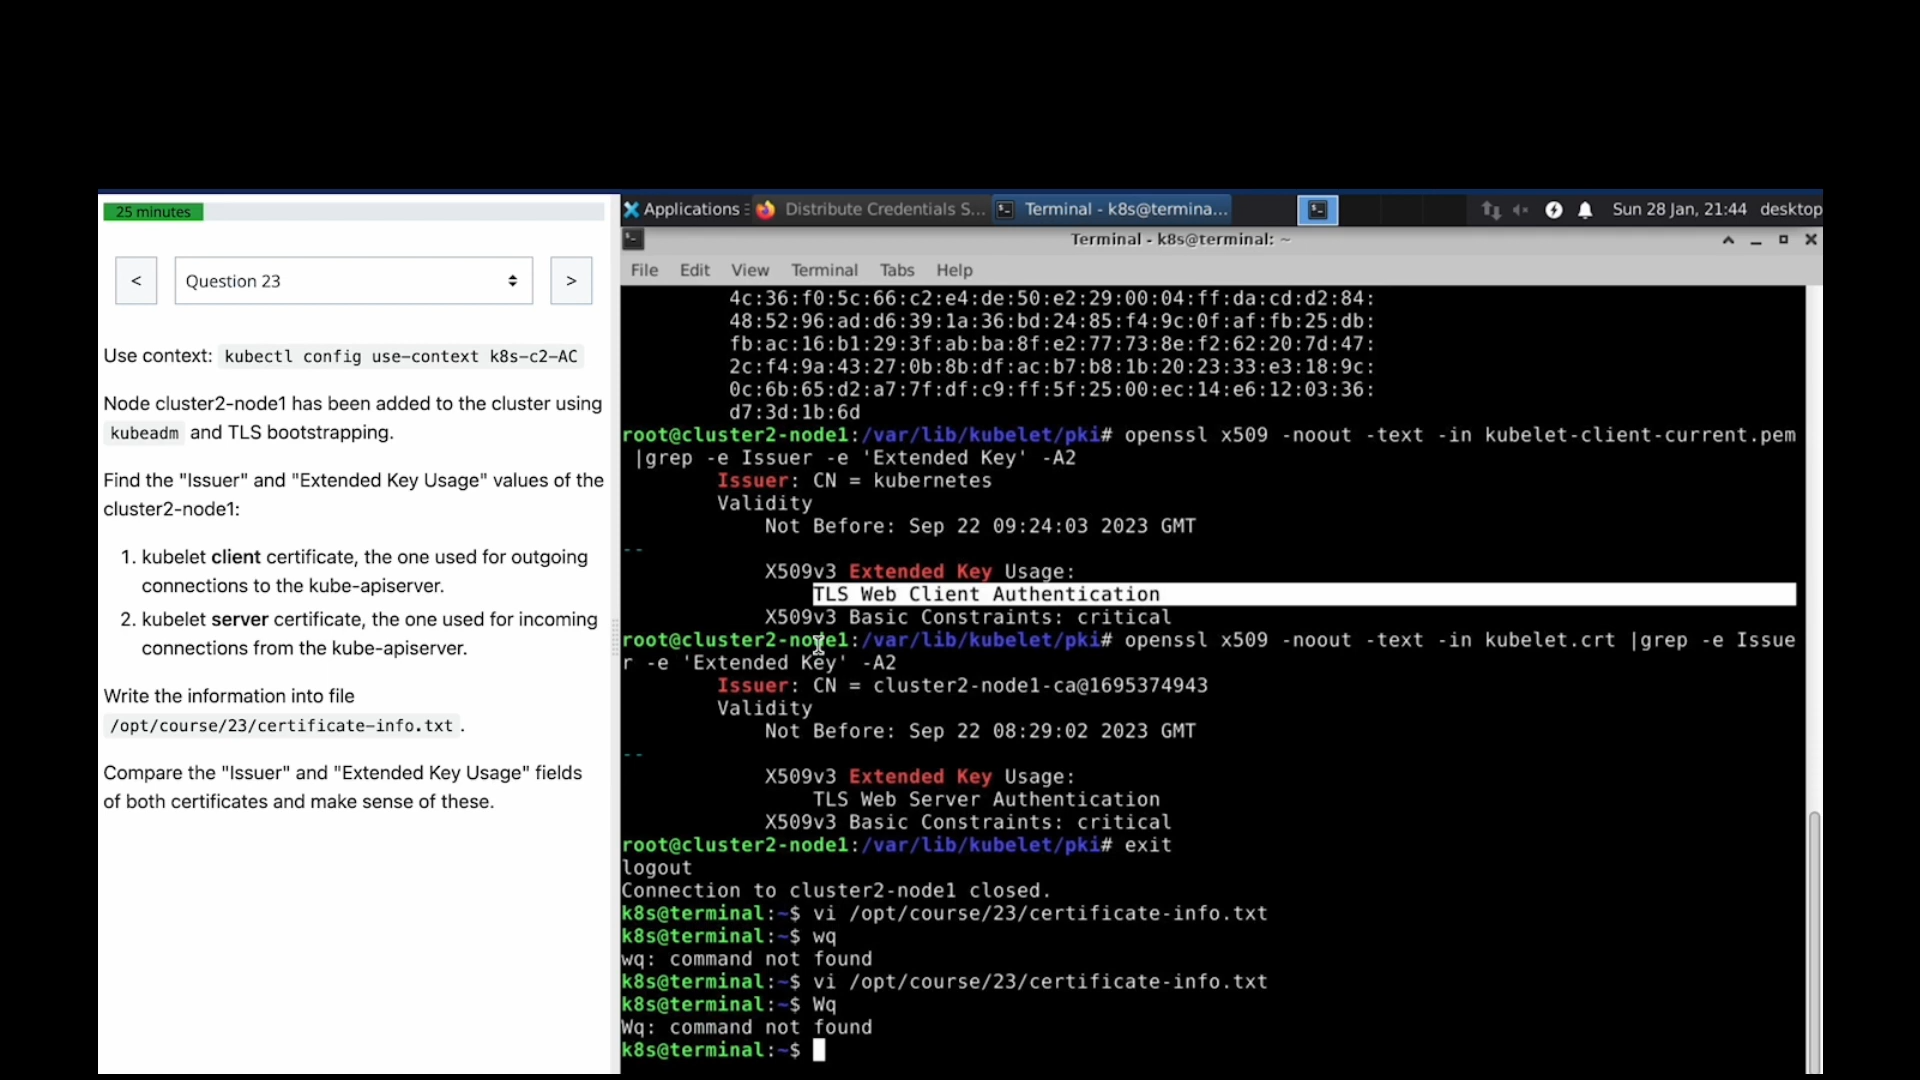 25 minutes
Applications
Distribute Credentials S...
Terminal - k8s@termina...
Sun 28 Jan, 21:44
desktop
Terminal - k8s@terminal: ~
<
Question 23
>
File Edit View Terminal Tabs Help
Use context: kubectl config use-context k8s-c2-AC
Node cluster2-node1 has been added to the cluster using
kubeadm and TLS bootstrapping.
Find the "Issuer" and "Extended Key Usage" values of the
cluster2-node1:
1. kubelet client certificate, the one used for outgoing
connections to the kube-apiserver.
2. kubelet server certificate, the one used for incoming
connections from the kube-apiserver.
Write the information into file
/opt/course/23/certificate-info.txt .
Compare the "Issuer" and "Extended Key Usage" fields
of both certificates and make sense of these.
4c:36:f0:5c:66:c2:e4:de:50:e2:29:00:04:ff:da:cd:d2:84:
48:52:96:ad:d6:39:1a:36:bd:24:85:f4:9c:0f:af:fb:25:db:
fb:ac:16:b1:29:3f:ab:ba:8f:e2:77:73:8e:f2:62:20:7d:47:
2c:f4:9a:43:27:0b:8b:df:ac:b7:b8:1b:20:23:33:e3:18:9c:
0c:6b:65:d2:a7:7f:df:c9:ff:5f:25:00:ec:14:e6:12:03:36:
d7:3d:1b:6d
root@cluster2-node1:/var/lib/kubelet/pki# openssl x509 -noout -text -in kubelet-client-current.pem
|grep -e Issuer -e 'Extended Key' -A2
Issuer: CN = kubernetes
Validity
Not Before: Sep 22 09:24:03 2023 GMT
--
X509v3 Extended Key Usage:
TLS Web Client Authentication
X509v3 Basic Constraints: critical
root@cluster2-node1:/var/lib/kubelet/pki# openssl x509 -noout -text -in kubelet.crt |grep -e Issue
r -e 'Extended Key' -A2
Issuer: CN = cluster2-node1-ca@1695374943
Validity
Not Before: Sep 22 08:29:02 2023 GMT
--
X509v3 Extended Key Usage:
TLS Web Server Authentication
X509v3 Basic Constraints: critical
root@cluster2-node1:/var/lib/kubelet/pki# exit
logout
Connection to cluster2-node1 closed.
k8s@terminal:~$ vi /opt/course/23/certificate-info.txt
k8s@terminal:~$ wq
wq: command not found
k8s@terminal:~$ vi /opt/course/23/certificate-info.txt
k8s@terminal:~$ Wq
Wq: command not found
k8s@terminal:~$